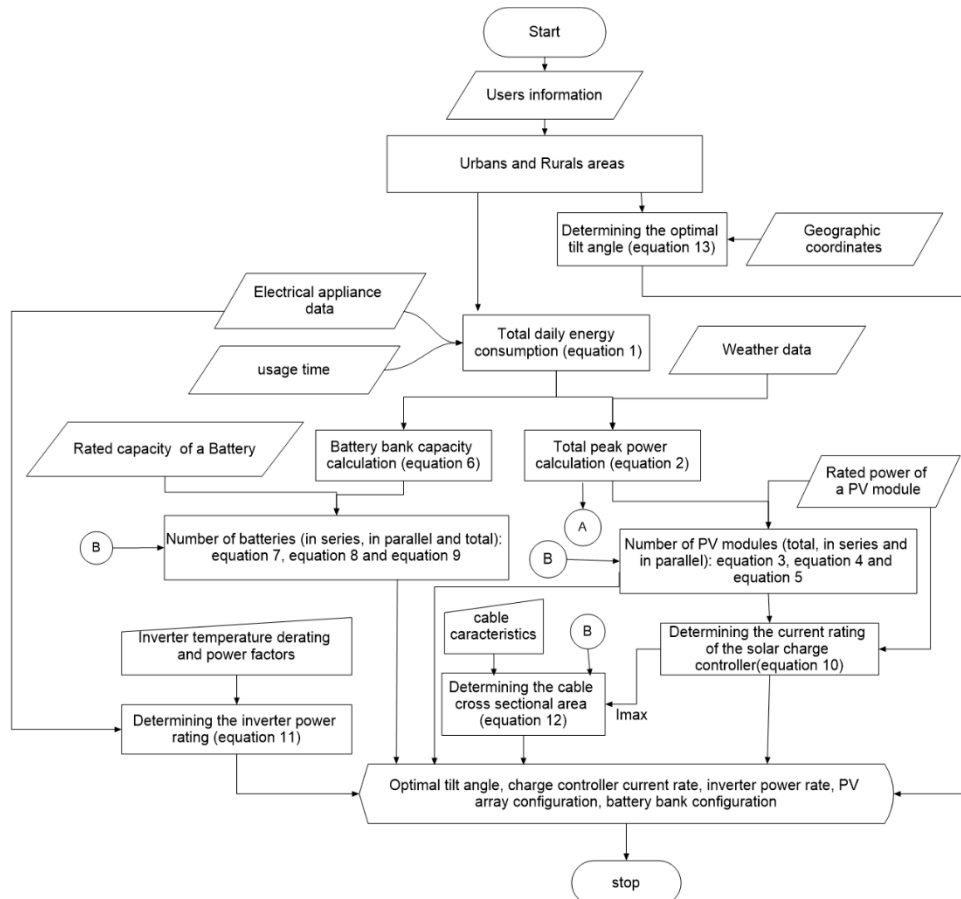 Start
Users information
Urbans and Rurals areas
Determining the optimal
tilt angle (equation 13)
Geographic
coordinates
Electrical appliance
data
Total daily energy
consumption (equation 1)
Weather data
usage time
Rated capacity of a Battery
Battery bank capacity
calculation (equation 6)
Total peak power
calculation (equation 2)
Rated power of
a PV module
A
B
Number of batteries (in series, in parallel and total):
equation 7, equation 8 and equation 9
B
Number of PV modules (total, in series and
in parallel): equation 3, equation 4 and
equation 5
cable
caracteristics
B
Inverter temperature derating
and power factors
Determining the current rating
of the solar charge
controller(equation 10)
Determining the cable
cross sectional area
(equation 12)
Imax
Determining the inverter power
rating (equation 11)
Optimal tilt angle, charge controller current rate, inverter power rate, PV
array configuration, battery bank configuration
stop